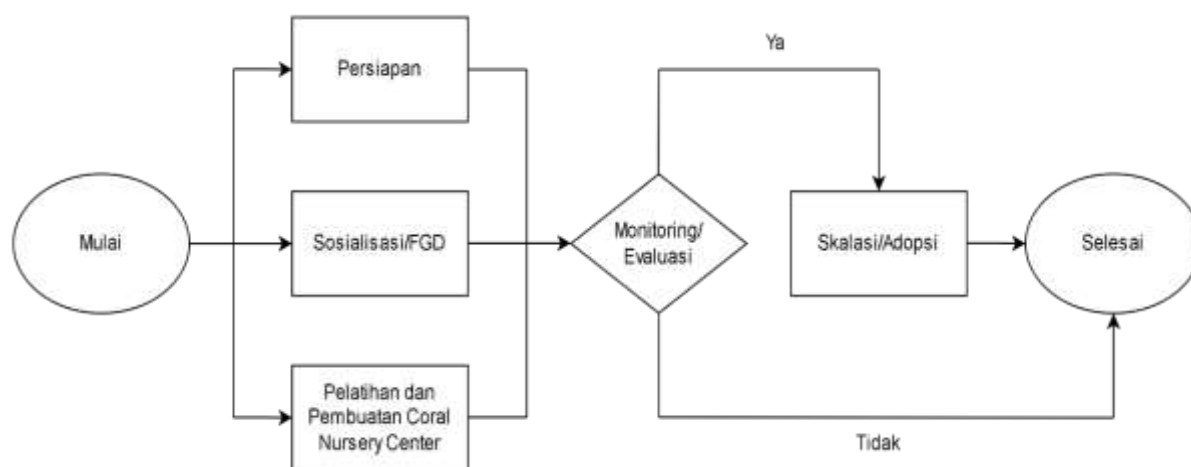 Ya
Persiapan
Mulai
Sosialisasi/FGD
Monitoring/
Evaluasi
Skalasi/Adopsi
Selesai
Pelatihan dan
Pembuatan Coral
Nursery Center
Tidak